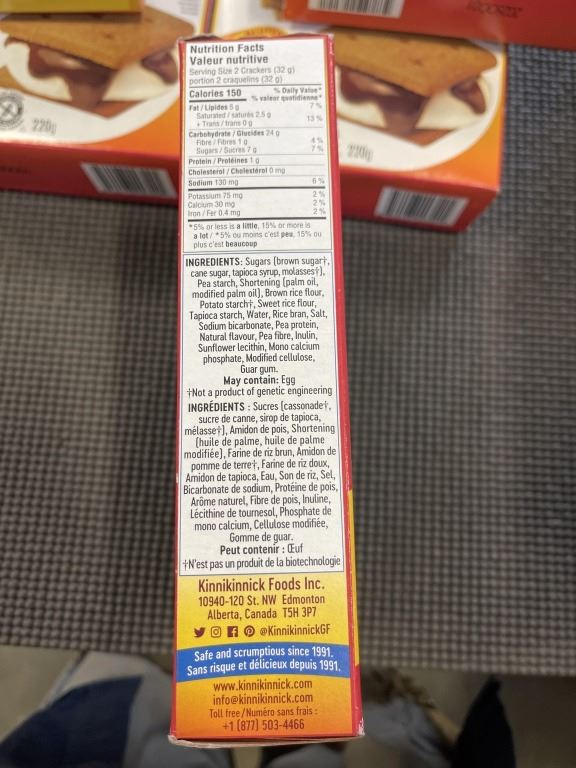 Nutrition Facts
Valeur nutritive
Serving Size 2 Crackers (32 g)
portion 2 craquelins (32 g)
Calories 150
% Daily Value*
% valeur quotidienne*
Fat / Lipides 5 g 7 %
Saturated / saturés 2.5 g
+ Trans / trans 0 g 13 %
Carbohydrate / Glucides 24 g
Fibre / Fibres 1 g 4 %
Sugars / Sucres 7 g 7 %
Protein / Protéines 1 g
Cholesterol / Cholestérol 0 mg
Sodium 130 mg 6 %
Potassium 75 mg 2 %
Calcium 30 mg 2 %
Iron / Fer 0.4 mg 2 %
*5% or less is a little, 15% or more is
a lot / *5% ou moins c'est peu, 15% ou
plus c'est beaucoup
INGREDIENTS: Sugars (brown sugar†,
cane sugar, tapioca syrup, molasses†),
Pea starch, Shortening (palm oil,
modified palm oil), Brown rice flour,
Potato starch†, Sweet rice flour,
Tapioca starch, Water, Rice bran, Salt,
Sodium bicarbonate, Pea protein,
Natural flavour, Pea fibre, Inulin,
Sunflower lecithin, Mono calcium
phosphate, Modified cellulose,
Guar gum.
May contain: Egg
†Not a product of genetic engineering
INGRÉDIENTS : Sucres (cassonade†,
sucre de canne, sirop de tapioca,
mélasse†), Amidon de pois, Shortening
(huile de palme, huile de palme
modifiée), Farine de riz brun, Amidon de
pomme de terre†, Farine de riz doux,
Amidon de tapioca, Eau, Son de riz, Sel,
Bicarbonate de sodium, Protéine de pois,
Arôme naturel, Fibre de pois, Inuline,
Lécithine de tournesol, Phosphate de
mono calcium, Cellulose modifiée,
Gomme de guar.
Peut contenir : Œuf
†N'est pas un produit de la biotechnologie
Kinnikinnick Foods Inc.
10940-120 St. NW Edmonton
Alberta, Canada T5H 3P7
@KinnikinnickGF
Safe and scrumptious since 1991.
Sans risque et délicieux depuis 1991.
www.kinnikinnick.com
info@kinnikinnick.com
Toll free / Numéro sans frais :
+1 (877) 503-4466
220g
220g